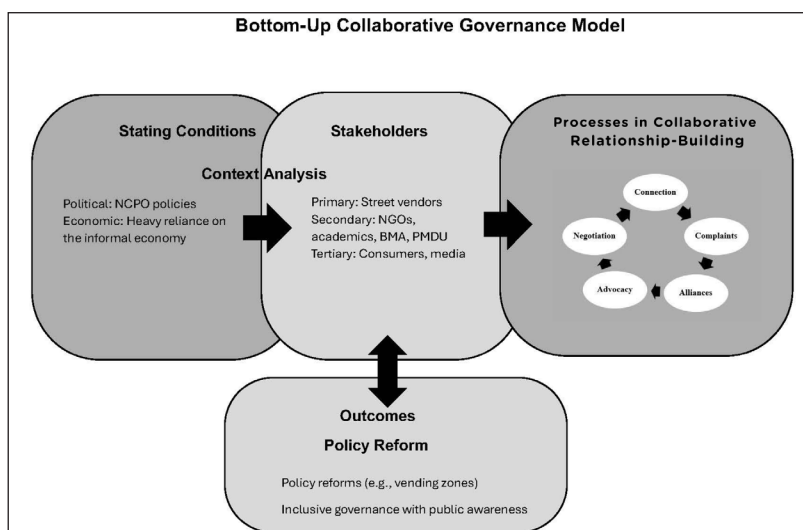 Bottom-Up Collaborative Governance Model
Stating Conditions
Context Analysis
Political: NCPO policies
Economic: Heavy reliance on
the informal economy
Stakeholders
Primary: Street vendors
Secondary: NGOs,
academics, BMA, PMDU
Tertiary: Consumers, media
Processes in Collaborative
Relationship-Building
Connection
Complaints
Alliances
Advocacy
Negotiation
Outcomes
Policy Reform
Policy reforms (e.g., vending zones)
Inclusive governance with public awareness